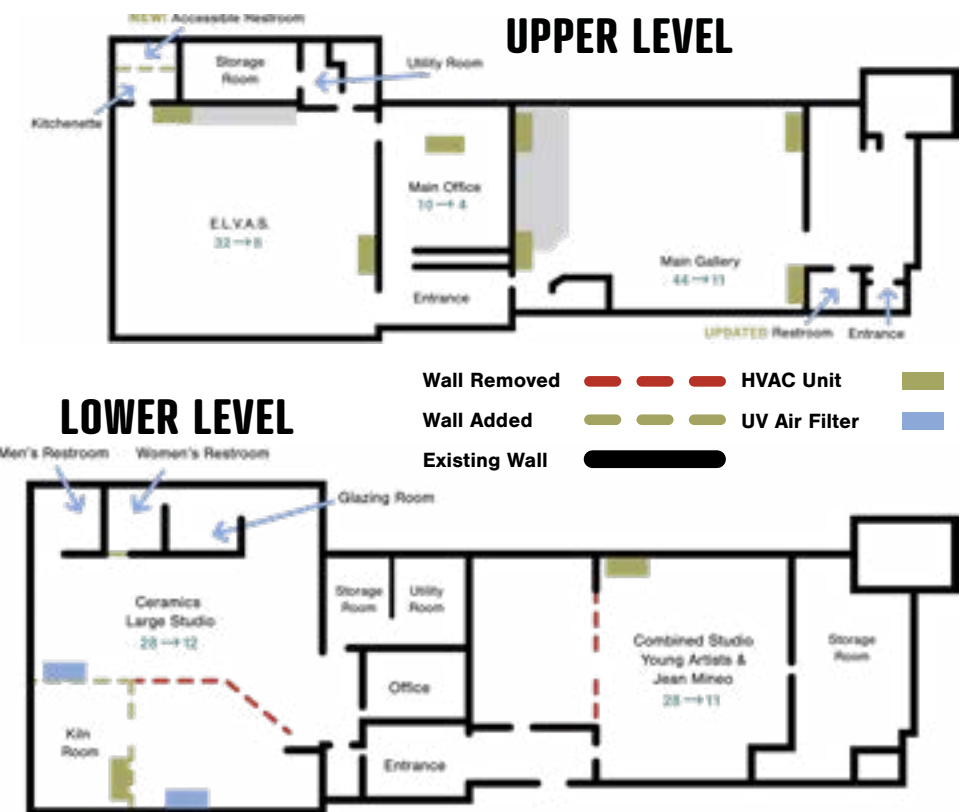 NEW! Accessible Restroom
UPPER LEVEL
Storage
Room
Utility Room
Kitchenette
Main Office
10→4
E.L.V.A.S.
32→8
Main Gallery
44→11
Entrance
UPDATED Restroom
Entrance
Wall Removed
HVAC Unit
Wall Added
UV Air Filter
Existing Wall
LOWER LEVEL
Men's Restroom
Women's Restroom
Glazing Room
Storage
Room
Utility
Room
Ceramics
Large Studio
28→12
Combined Studio
Young Artists &
Jean Mineo
28→11
Storage
Room
Office
Kiln
Room
Entrance